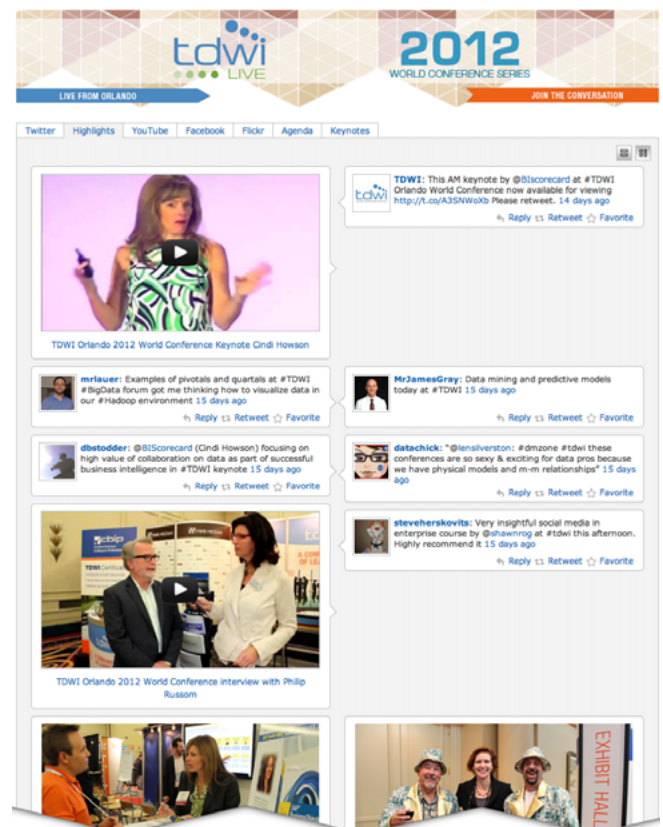 tdwi
LIVE
2012
WORLD CONFERENCE SERIES
LIVE FROM ORLANDO
JOIN THE CONVERSATION
Twitter Highlights YouTube Facebook Flickr Agenda Keynotes
TDWI Orlando 2012 World Conference Keynote Cindi Howson
tdwi
TDWI: This AM keynote by @BIscorecard at #TDWI
Orlando World Conference now available for viewing
http://t.co/A3SNWoXb Please retweet. 14 days ago
Reply Retweet Favorite
mrlauer: Examples of pivotals and quartals at #TDWI
#BigData forum got me thinking how to visualize data in
our #Hadoop environment 15 days ago
Reply Retweet Favorite
MrJamesGray: Data mining and predictive models
today at #TDWI 15 days ago
Reply Retweet Favorite
dbstodder: @BIScorecard (Cindi Howson) focusing on
high value of collaboration on data as part of successful
business intelligence in #TDWI keynote 15 days ago
Reply Retweet Favorite
datachick: "@lensilverston: #dmzone #tdwi these
conferences are so sexy & exciting for data pros because
we have physical models and m-m relationships" 15 days
ago
Reply Retweet Favorite
cbip
TDWI Certification
TDWI Orlando 2012 World Conference interview with Philip
Russom
steveherskovits: Very insightful social media in
enterprise course by @shawnrog at #tdwi this afternoon.
Highly recommend it 15 days ago
Reply Retweet Favorite
EXHIBIT HALL